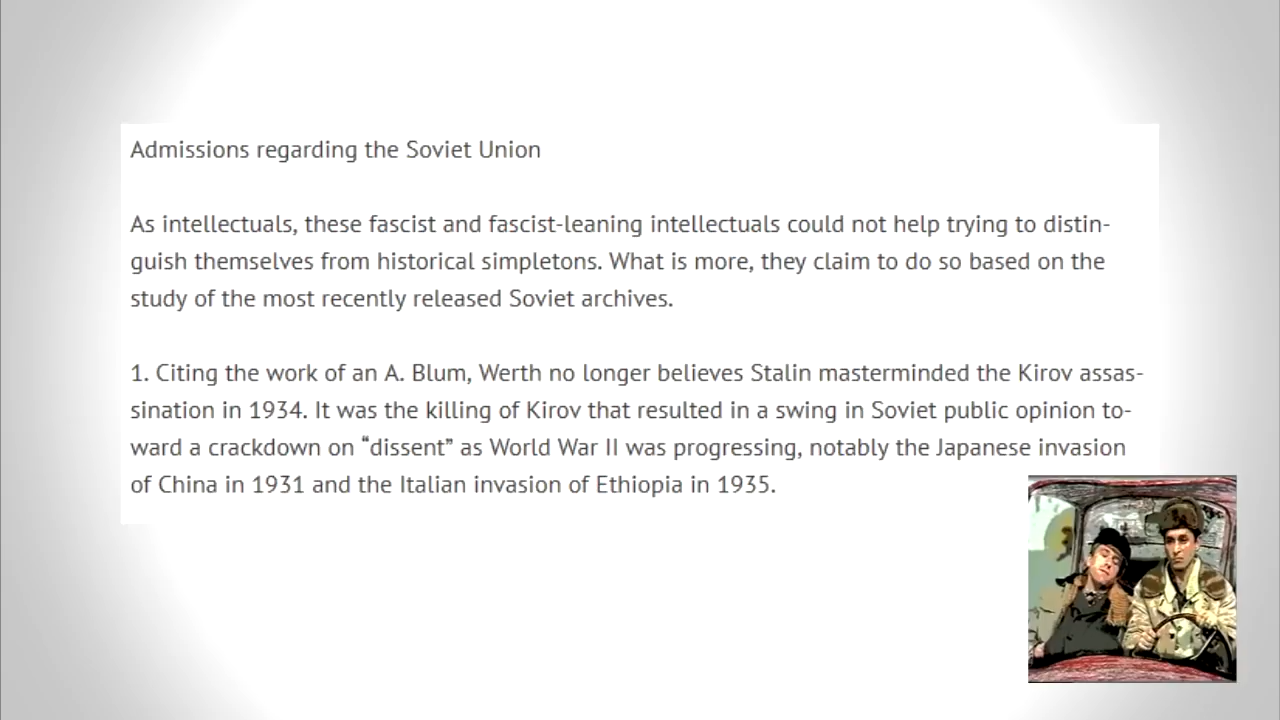 Admissions regarding the Soviet Union
As intellectuals, these fascist and fascist-leaning intellectuals could not help trying to distin-
guish themselves from historical simpletons. What is more, they claim to do so based on the
study of the most recently released Soviet archives.
1. Citing the work of an A. Blum, Werth no longer believes Stalin masterminded the Kirov assas-
sination in 1934. It was the killing of Kirov that resulted in a swing in Soviet public opinion to-
ward a crackdown on “dissent” as World War II was progressing, notably the Japanese invasion
of China in 1931 and the Italian invasion of Ethiopia in 1935.